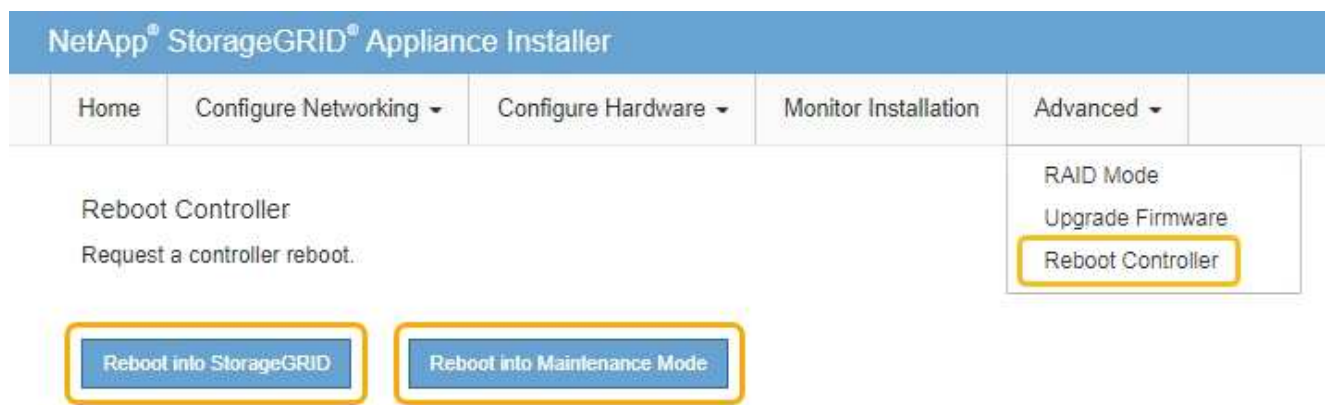 NetApp® StorageGRID® Appliance Installer
Home Configure Networking Configure Hardware Monitor Installation Advanced
RAID Mode
Upgrade Firmware
Reboot Controller
Reboot Controller
Request a controller reboot.
Reboot into StorageGRID Reboot into Maintenance Mode